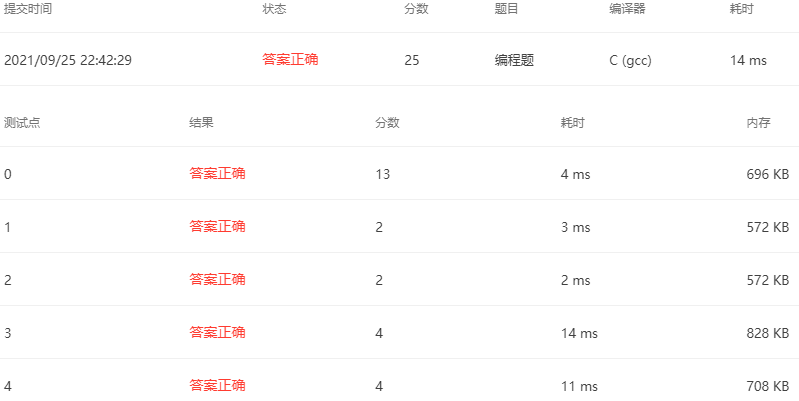 提交时间 状态 分数 题目 编译器 耗时
2021/09/25 22:42:29 答案正确 25 编程题 C (gcc) 14 ms
测试点 结果 分数 耗时 内存
0 答案正确 13 4 ms 696 KB
1 答案正确 2 3 ms 572 KB
2 答案正确 2 2 ms 572 KB
3 答案正确 4 14 ms 828 KB
4 答案正确 4 11 ms 708 KB